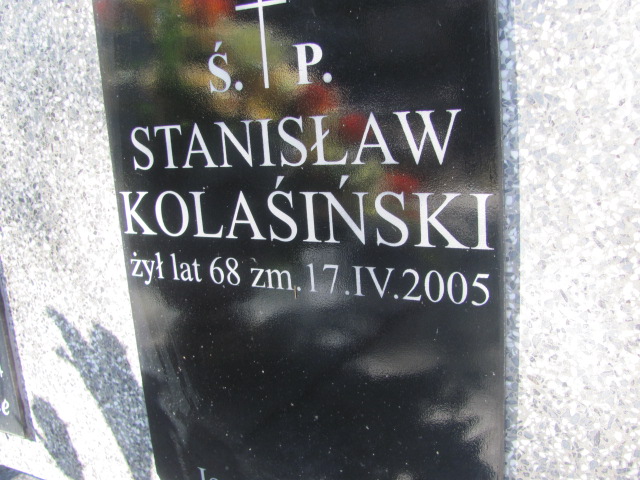 Ś. P.
STANISŁAW
KOLAŚIŃSKI
żył lat 68 zm.17.IV.2005